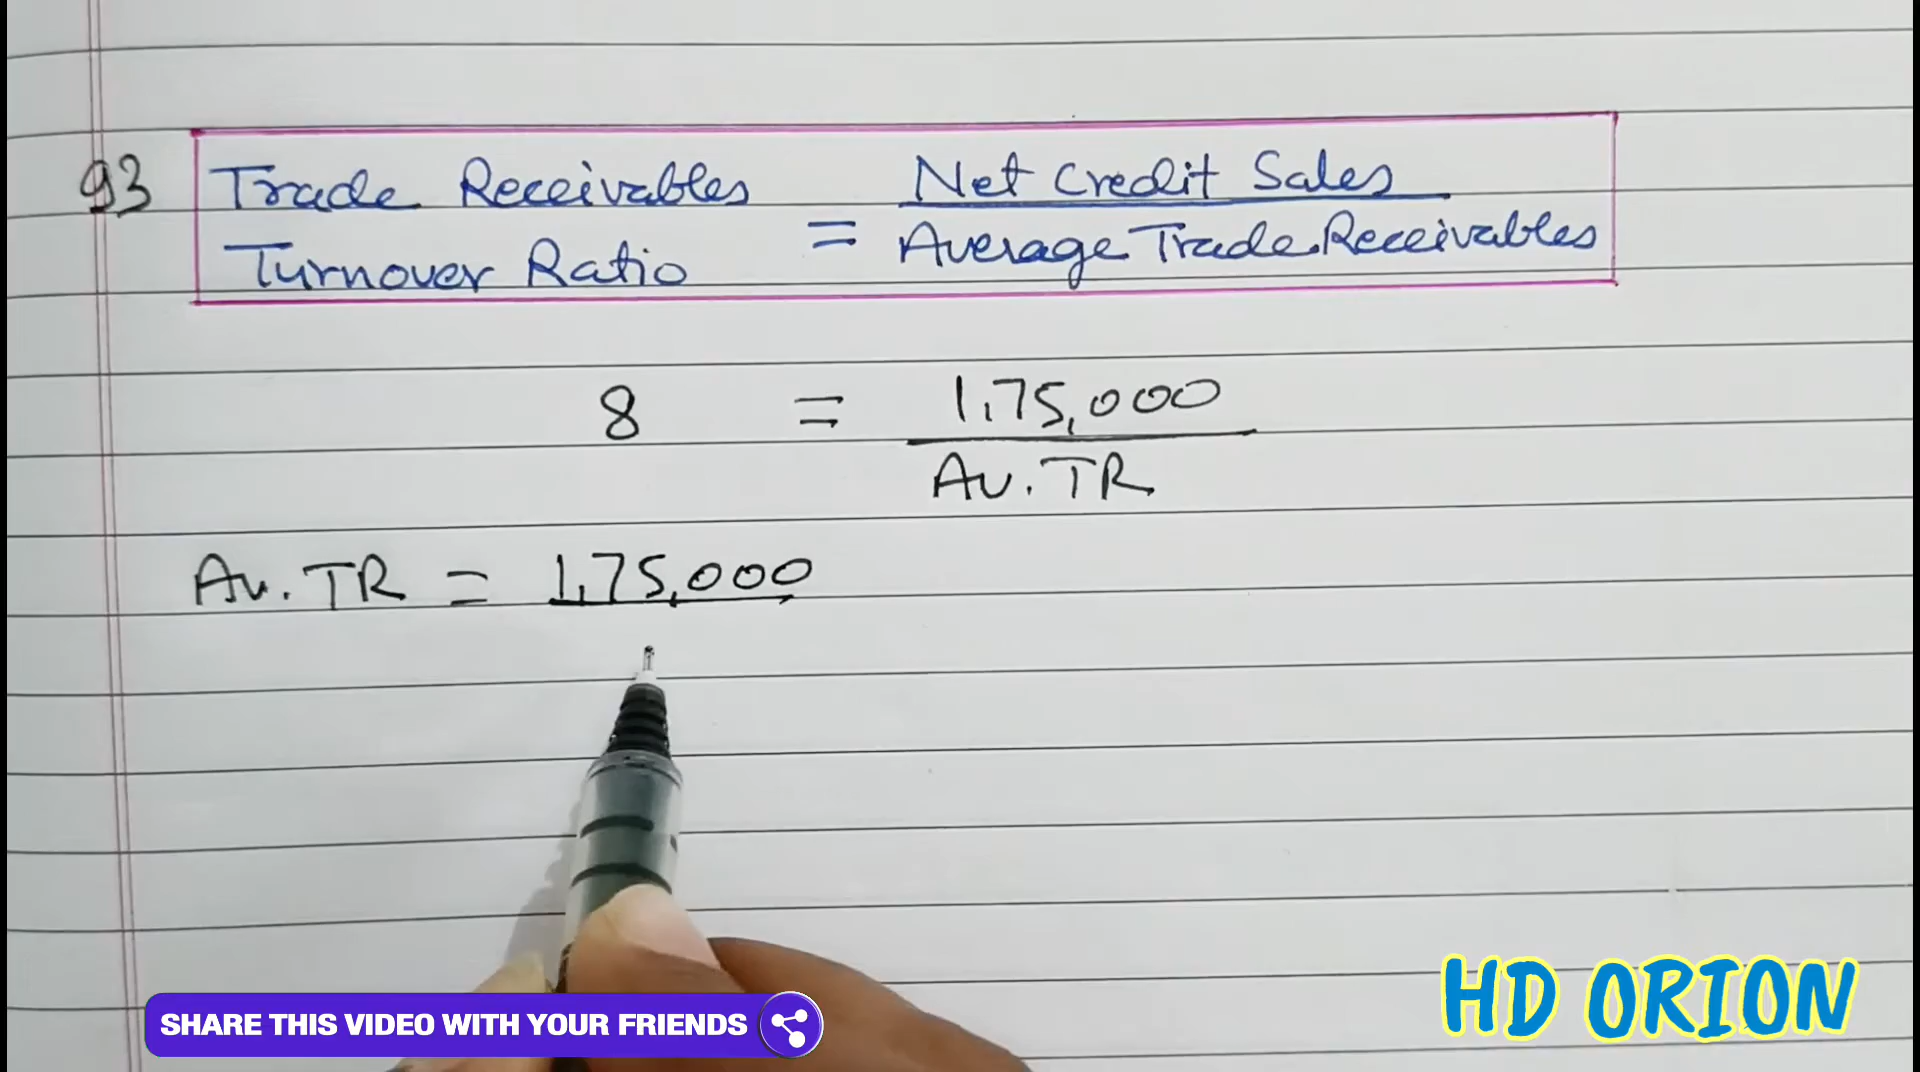 93 Trade Receivables Turnover Ratio = Net Credit Sales / Average Trade Receivables
8 = 1,75,000 / Av. TR
Av. TR = 1,75,000
SHARE THIS VIDEO WITH YOUR FRIENDS
HD ORION